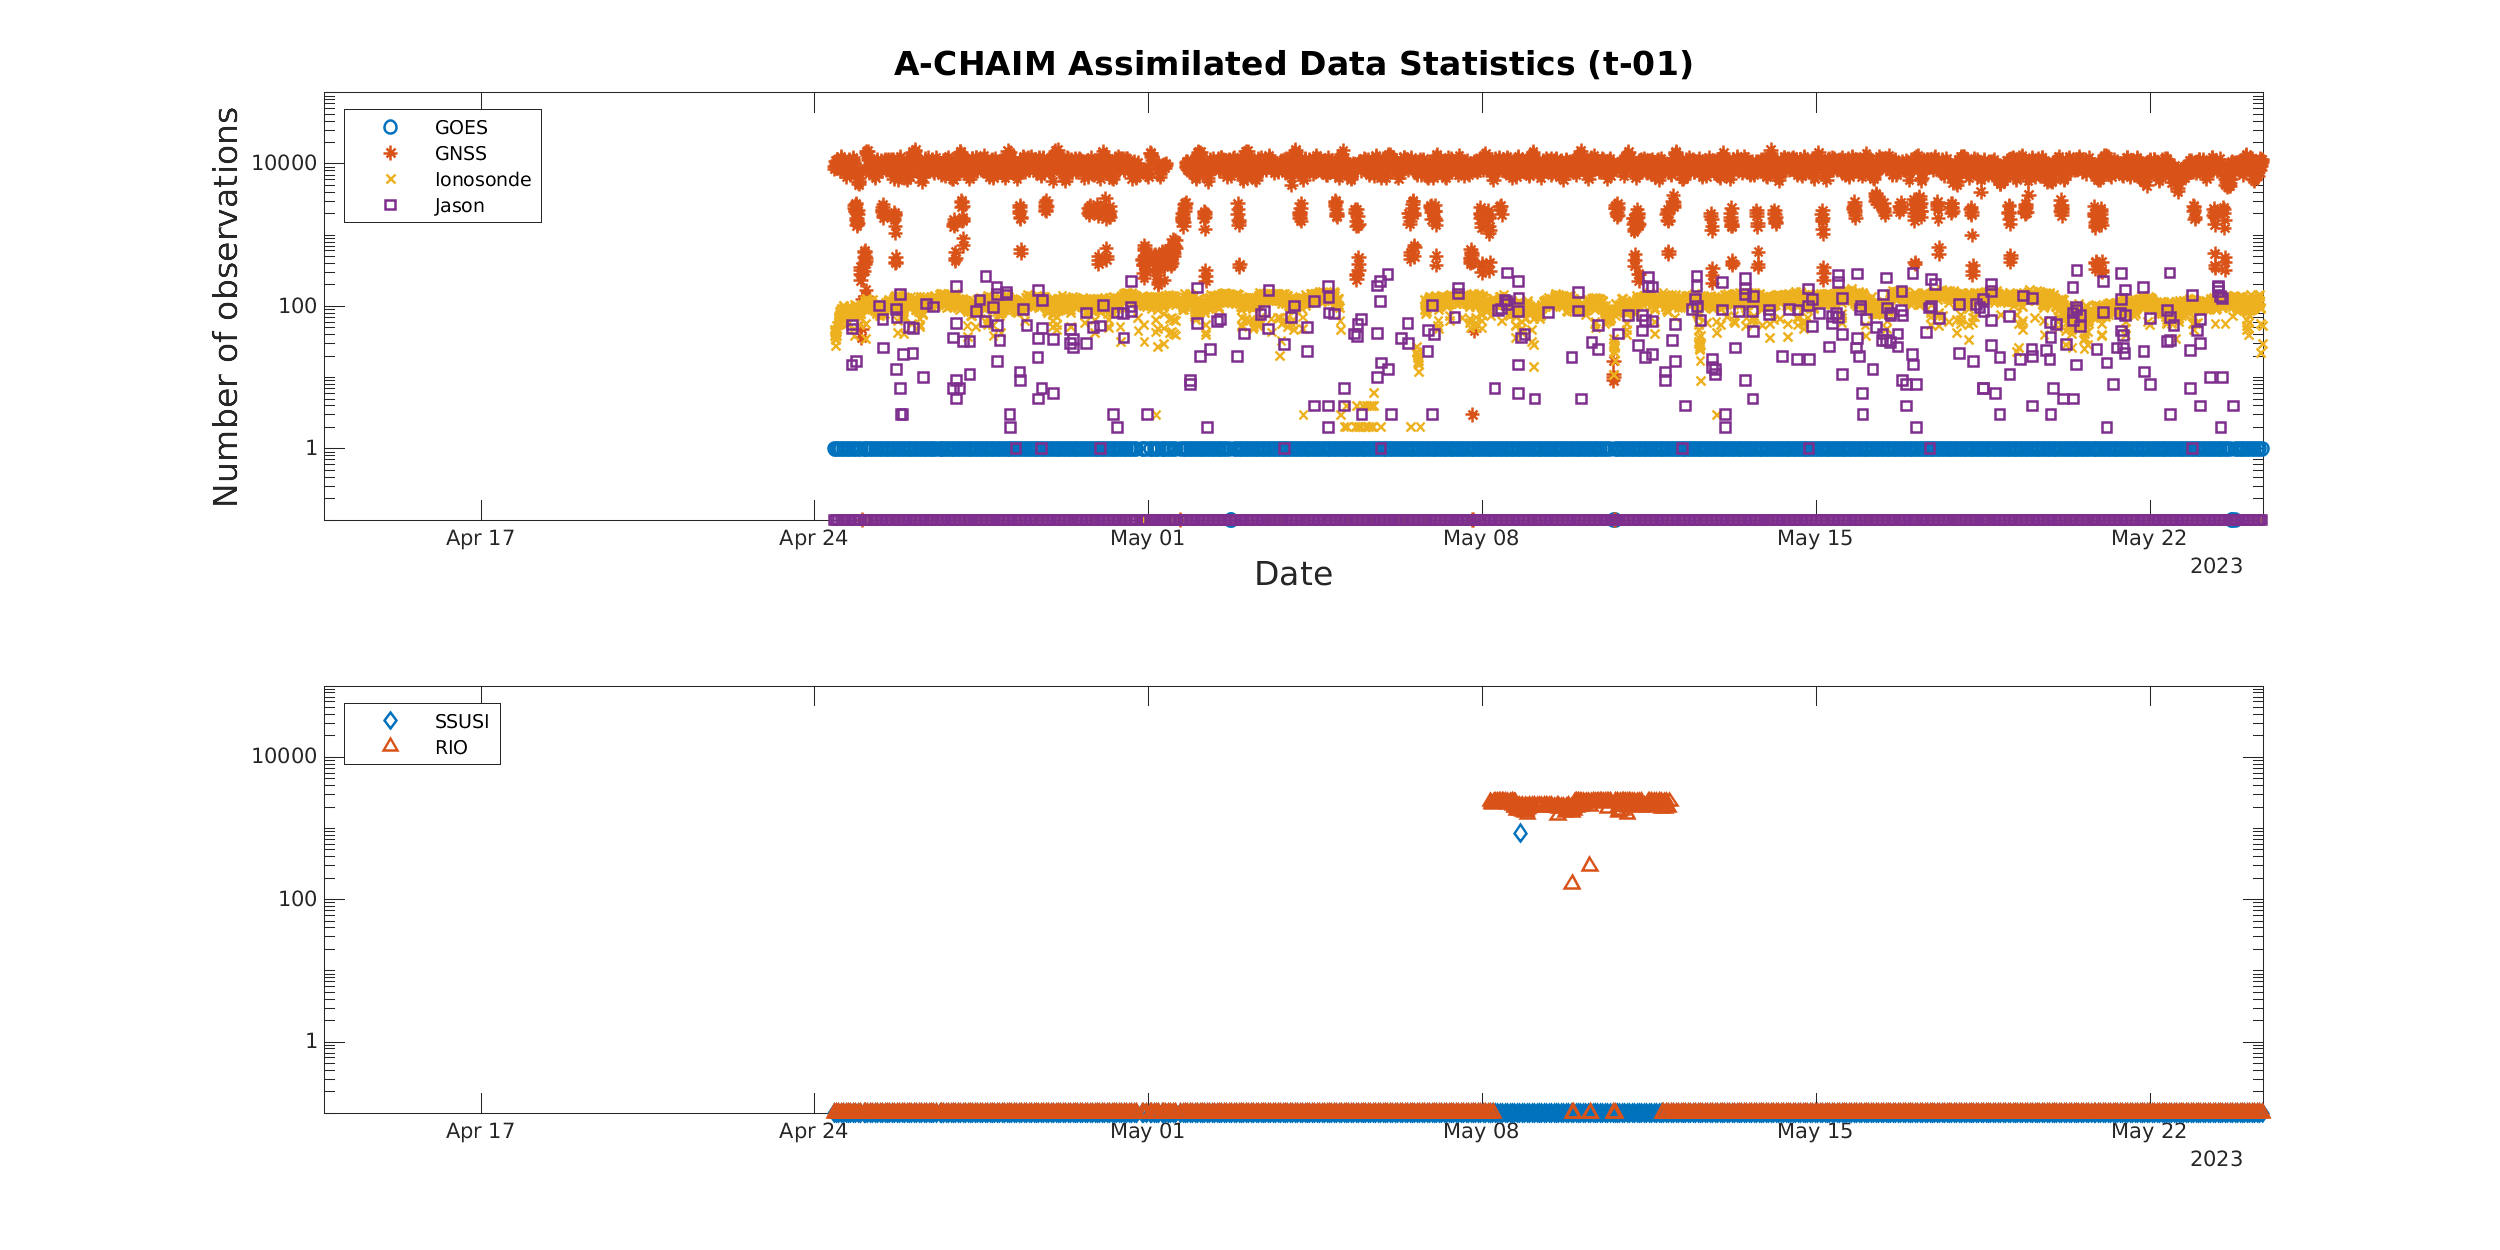 A-CHAIM Assimilated Data Statistics (t-01)
GOES
GNSS
Ionosonde
Jason
10000
100
1
Number of observations
Apr 17 Apr 24 May 01 May 08 May 15 May 22
2023
Date
SSUSI
RIO
10000
100
1
Apr 17 Apr 24 May 01 May 08 May 15 May 22
2023